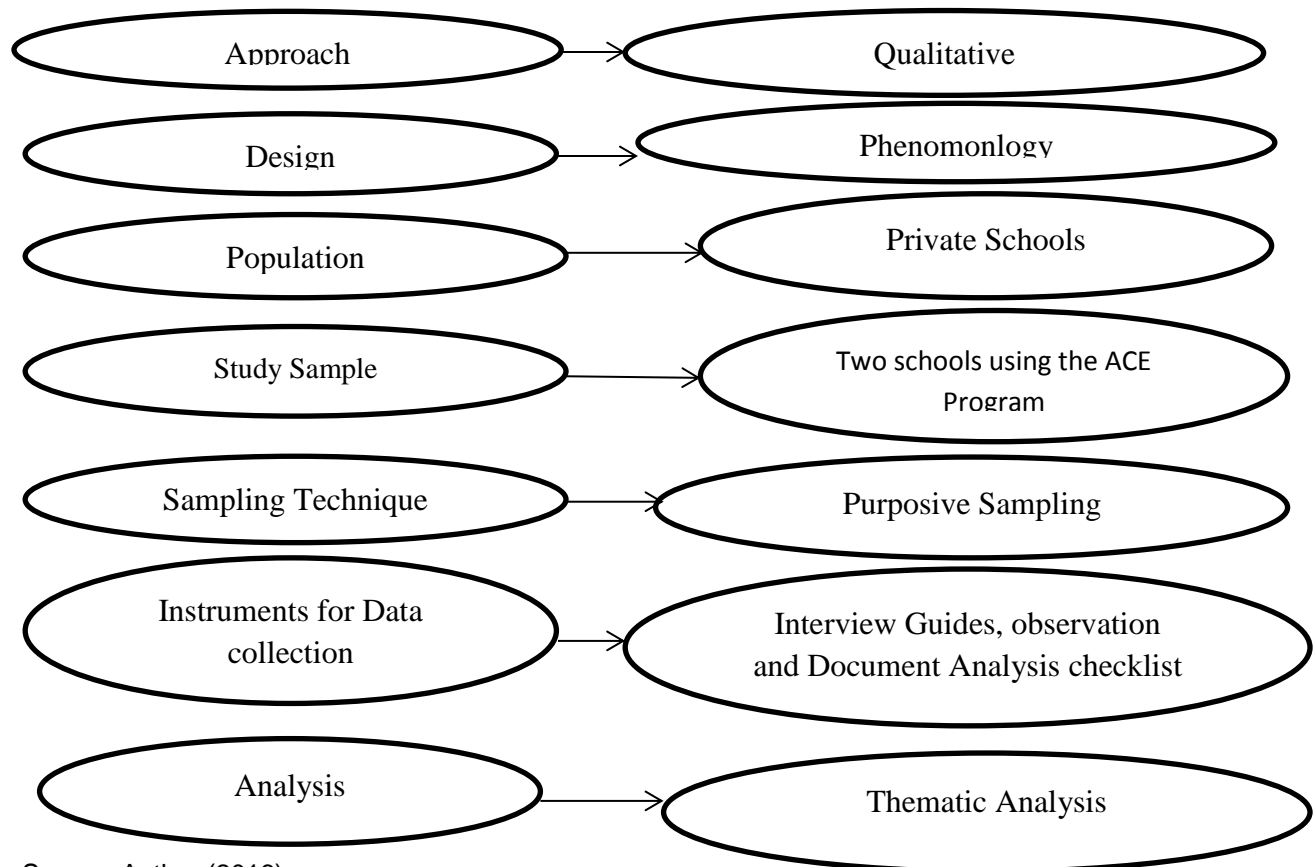 Approach
Qualitative
Design
Phenomonlogy
Population
Private Schools
Study Sample
Two schools using the ACE
Program
Sampling Technique
Purposive Sampling
Instruments for Data
collection
Interview Guides, observation
and Document Analysis checklist
Analysis
Thematic Analysis